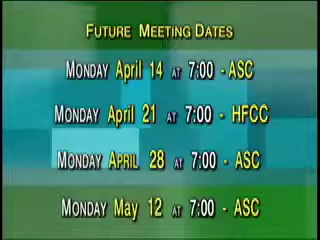 FUTURE MEETING DATES
MONDAY April 14 AT 7:00 - ASC
MONDAY April 21 AT 7:00 - HFCC
MONDAY APRIL 28 AT 7:00 - ASC
MONDAY May 12 AT 7:00 - ASC